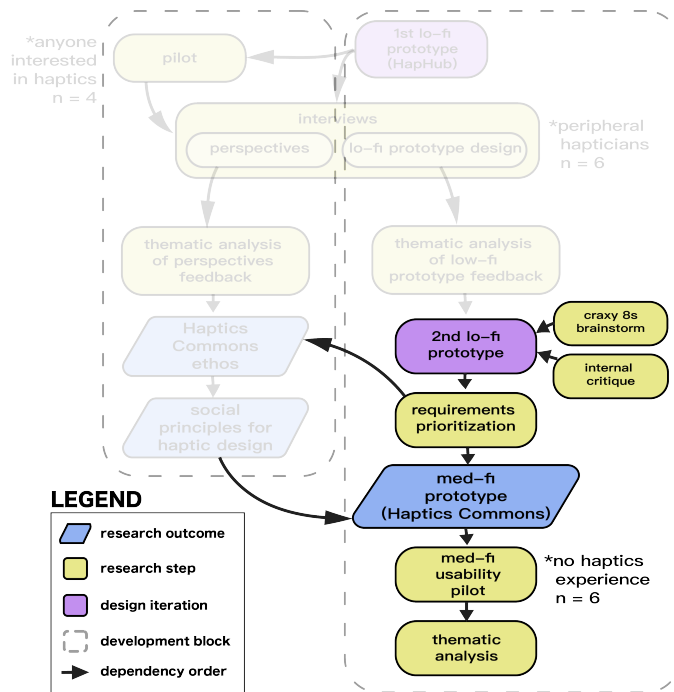 *anyone
interested
in haptics
n = 4
pilot
1st lo-fi
prototype
(HapHub)
interviews
perspectives
lo-fi prototype design
*peripheral
hapticians
n = 6
thematic analysis
of perspectives
feedback
thematic analysis
of low-fi
prototype feedback
Haptics
Commons
ethos
2nd lo-fi
prototype
craxy 8s
brainstorm
internal
critique
social
principles for
haptic design
requirements
prioritization
med-fi
prototype
(Haptics Commons)
med-fi
usability
pilot
*no haptics
experience
n = 6
thematic
analysis
LEGEND
research outcome
research step
design iteration
development block
dependency order